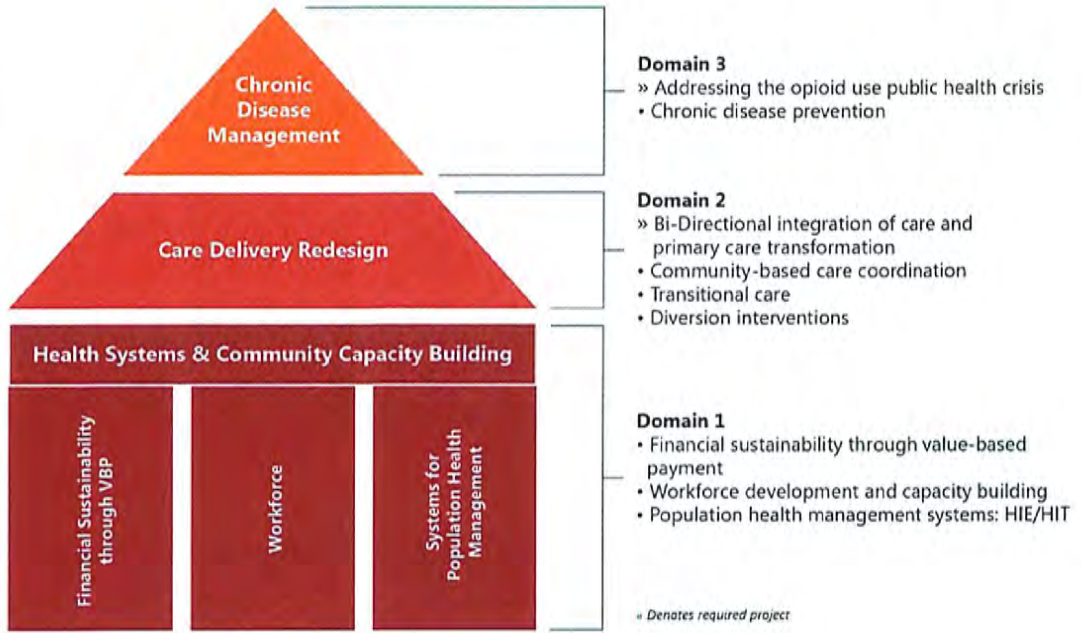 Chronic
Disease
Management
Care Delivery Redesign
Health Systems & Community Capacity Building
Financial Sustainability
through VBP
Workforce
Systems for
Population Health
Management
Domain 3
» Addressing the opioid use public health crisis
• Chronic disease prevention
Domain 2
» Bi-Directional integration of care and
primary care transformation
• Community-based care coordination
• Transitional care
• Diversion interventions
Domain 1
• Financial sustainability through value-based
payment
• Workforce development and capacity building
• Population health management systems: HIE/HIT
» Denotes required project